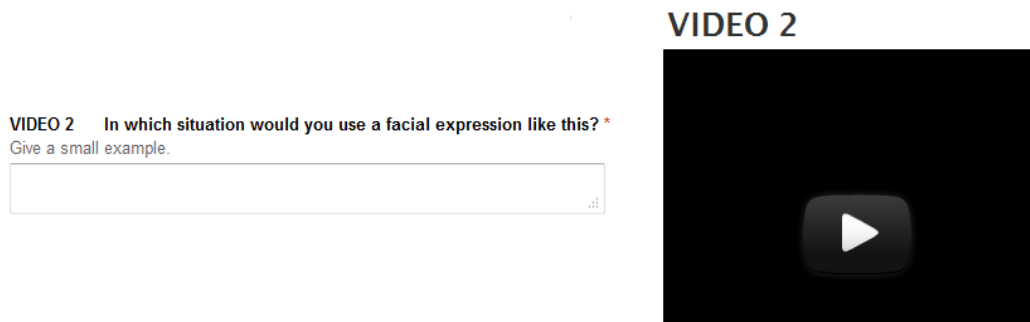 VIDEO 2
VIDEO 2 In which situation would you use a facial expression like this? *
Give a small example.